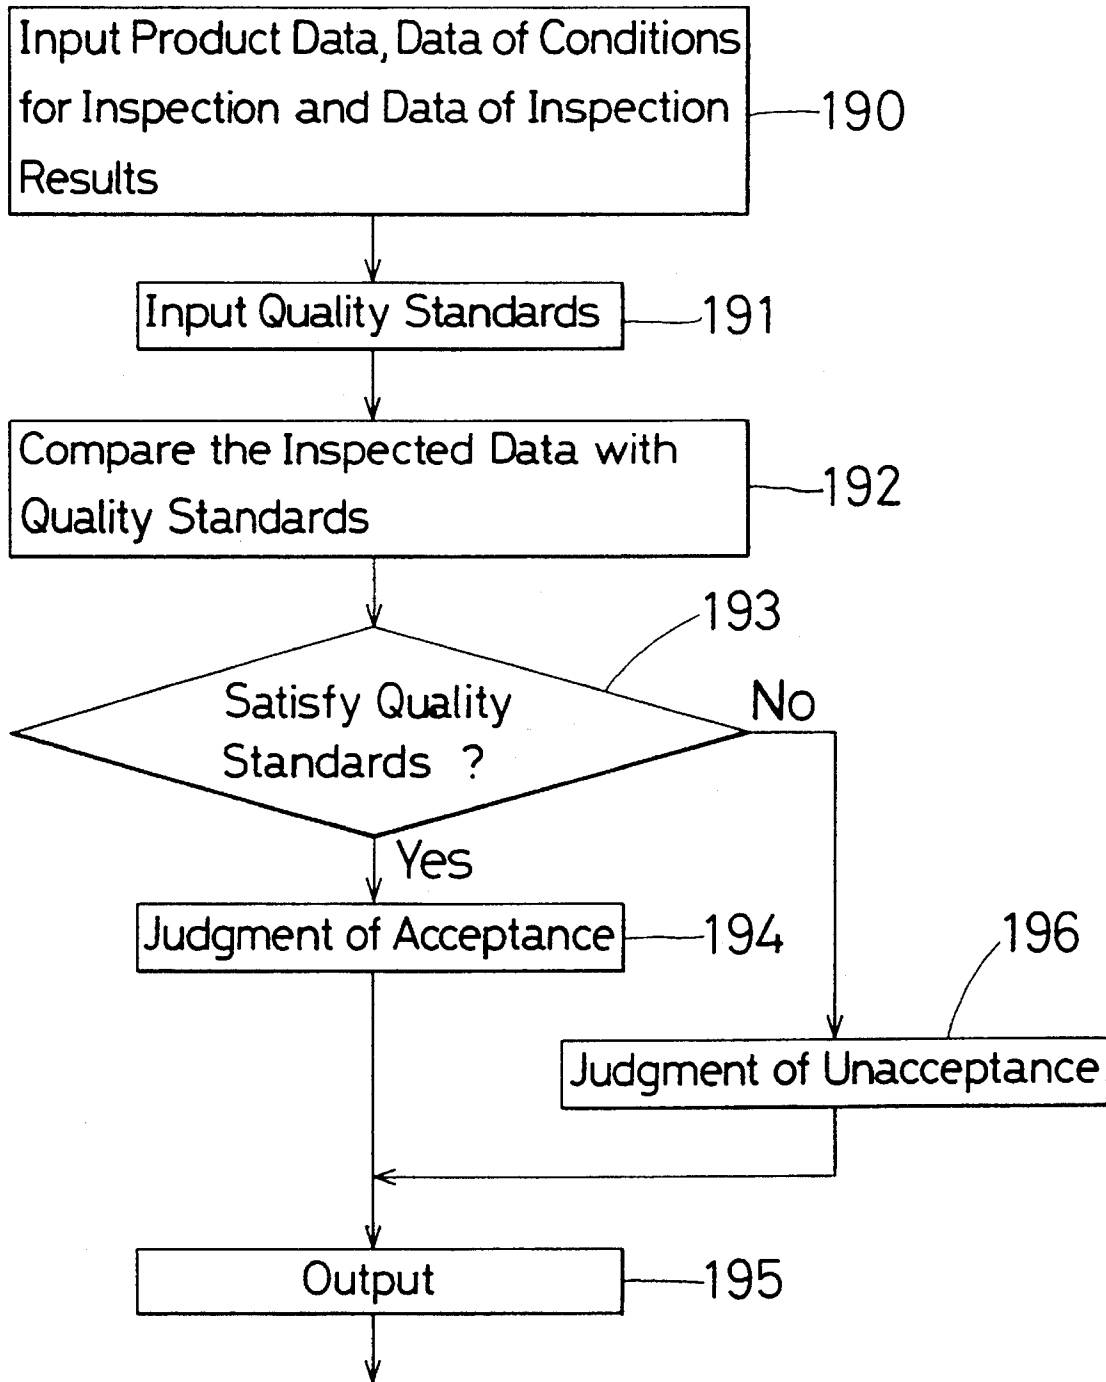 Input Product Data, Data of Conditions
for Inspection and Data of Inspection
Results
190
Input Quality Standards
191
Compare the Inspected Data with
Quality Standards
192
193
Satisfy Quality
Standards ?
No
Yes
Judgment of Acceptance
194
196
Judgment of Unacceptance
Output
195